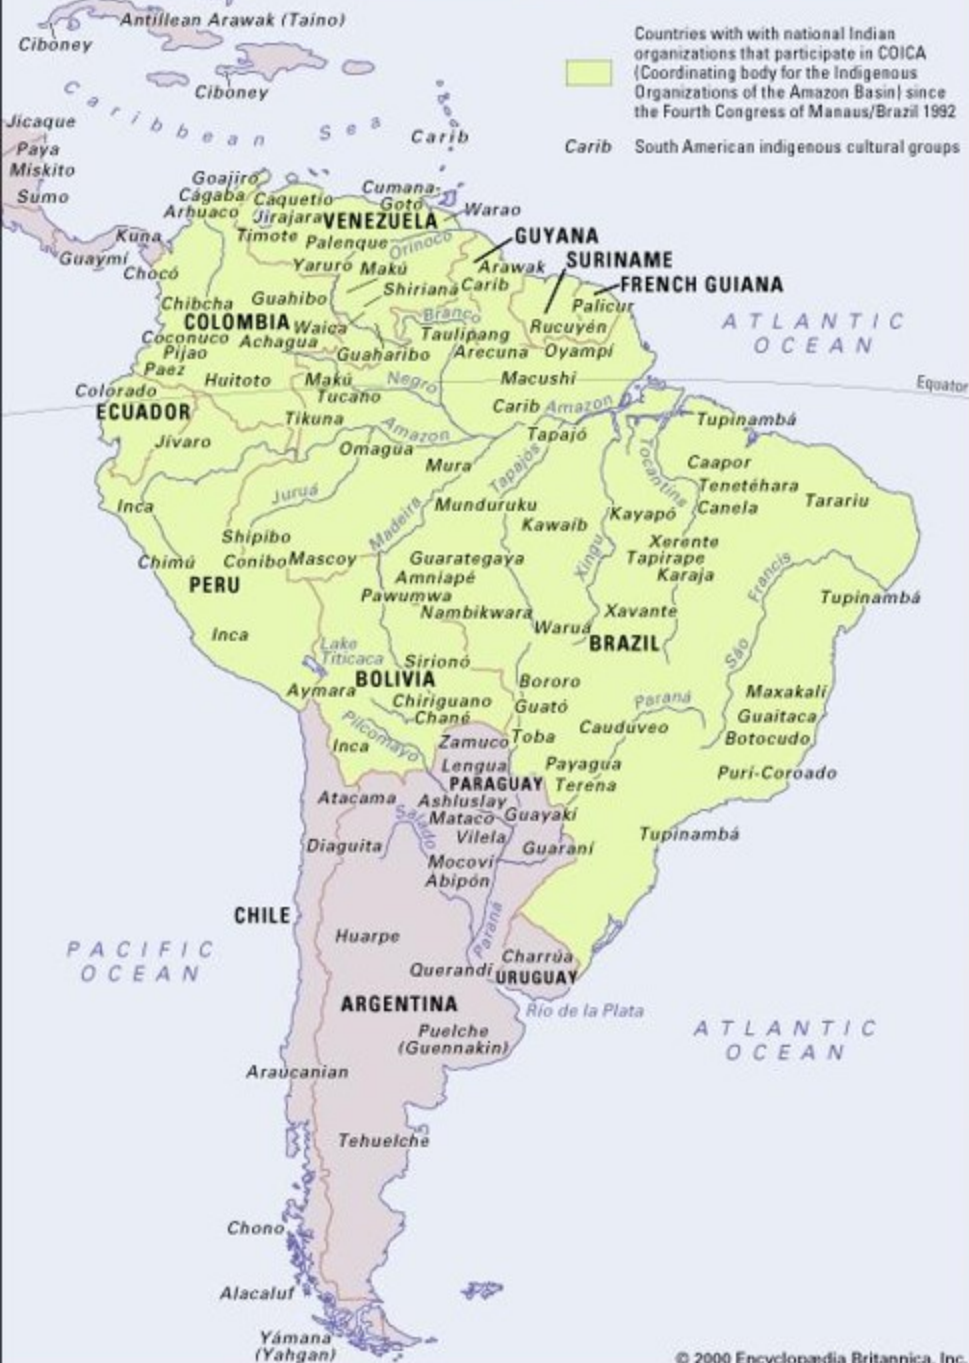 Antillean Arawak (Taino)
Ciboney
Ciboney
Caribbean Sea
Carib
Countries with with national Indian
organizations that participate in COICA
(Coordinating body for the Indigenous
Organizations of the Amazon Basin) since
the Fourth Congress of Manaus/Brazil 1992
Carib South American indigenous cultural groups
Jicaque
Paya
Miskito
Sumo
Kuna
Guaymí
Chocó
Goajiro
Cágaba
Arhuaco
Caquetio
Jirajara
Timote
Cumana-
Goto
VENEZUELA
Warao
Palenque
Orinoco
GUYANA
SURINAME
FRENCH GUIANA
Yaruro
Makú
Arawak
Shirianá
Carib
Palicur
Chibcha
Guahibo
COLOMBIA
Waica
Branco
Rucuyén
Taulipang
Coconuco
Achagua
Pijao
Guaharibo
Arecuna
Oyampi
Paez
ATLANTIC
OCEAN
Colorado
Huitoto
Makú
Negro
Macushi
Equator
Tucano
ECUADOR
Carib
Amazon
Tikuna
Tupinambá
Jívaro
Amazon
Omagua
Tapajó
Mura
Tapajós
Tocantins
Caapor
Tenetéhara
Tarariu
Canela
Inca
Juruá
Munduruku
Kawaib
Kayapó
Madeira
Shipibo
Xerente
Chimú
Conibo
Mascoy
Guarategaya
Xingu
Tapirape
Karaja
PERU
Amniapé
Pawumwa
Francis
Tupinambá
Nambikwara
Xavante
Inca
Waruá
BRAZIL
Lake
Titicaca
Sirionó
São
BOLIVIA
Aymara
Bororo
Chiriguano
Guató
Paraná
Maxakali
Chané
Guaitaca
Pilcomayo
Cauduveo
Botocudo
Inca
Zamuco
Toba
Lengua
Payagua
Puri-Coroado
PARAGUAY
Terena
Atacama
Ashluslay
Salado
Mataco
Guayaki
Vilela
Diaguita
Guaraní
Tupinambá
Mocovi
Abipón
CHILE
Paraná
Huarpe
Charrúa
PACIFIC
OCEAN
Querandí
URUGUAY
ARGENTINA
Río de la Plata
Puelche
(Guennakin)
ATLANTIC
OCEAN
Araucanian
Tehuelche
Chono
Alacaluf
Yámana
(Yahgan)
© 2000 Encyclopædia Britannica, Inc.